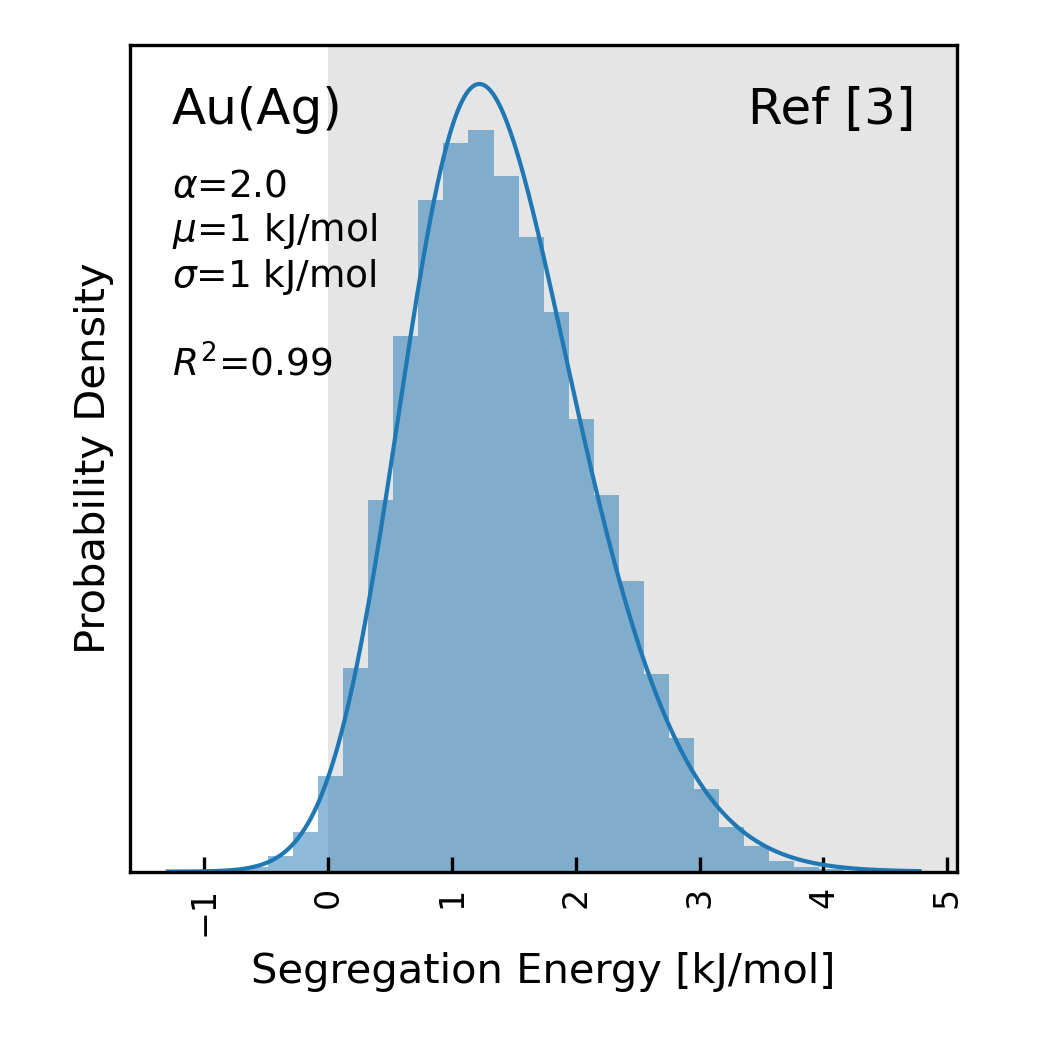 Au(Ag)
Ref [3]
α=2.0
μ=1 kJ/mol
σ=1 kJ/mol
R²=0.99
Probability Density
−1 0 1 2 3 4 5
Segregation Energy [kJ/mol]